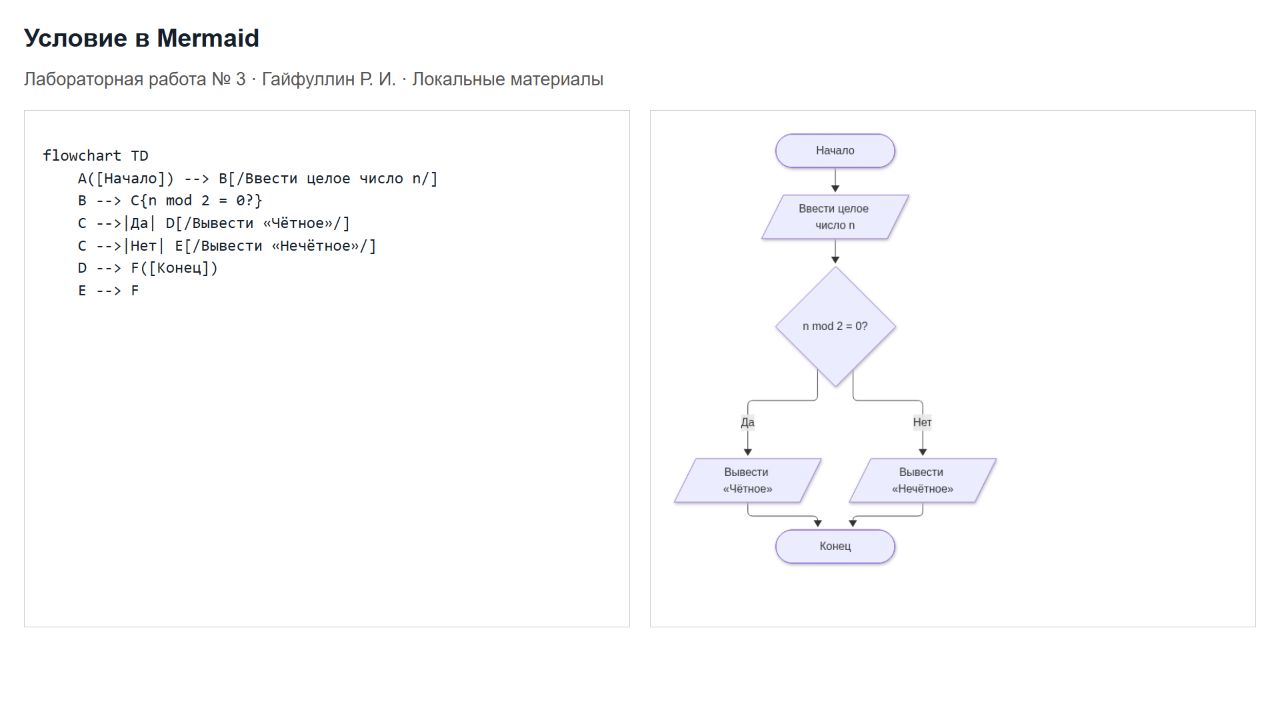 Условие в Mermaid
Лабораторная работа № 3 · Гайфуллин Р. И. · Локальные материалы
flowchart TD
    A([Начало]) --> B[/Ввести целое число n/]
    B --> C{n mod 2 = 0?}
    C -->|Да| D[/Вывести «Чётное»/]
    C -->|Нет| E[/Вывести «Нечётное»/]
    D --> F([Конец])
    E --> F
Начало
Ввести целое
число n
n mod 2 = 0?
Да
Нет
Вывести
«Чётное»
Вывести
«Нечётное»
Конец